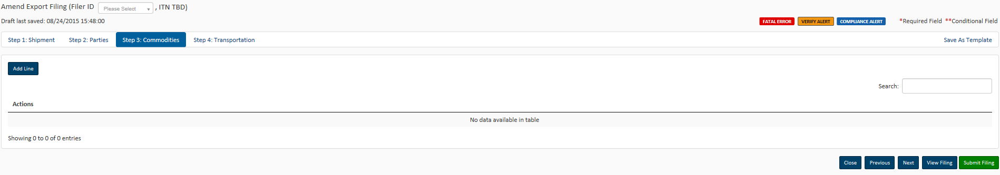 Amend Export Filing (Filer ID Please Select , ITN TBD)
Draft last saved: 08/24/2015 15:48:00
FATAL ERROR VERIFY ALERT COMPLIANCE ALERT *Required Field **Conditional Field
Step 1: Shipment Step 2: Parties Step 3: Commodities Step 4: Transportation Save As Template
Add Line
Search:
Actions
No data available in table
Showing 0 to 0 of 0 entries
Close Previous Next View Filing Submit Filing